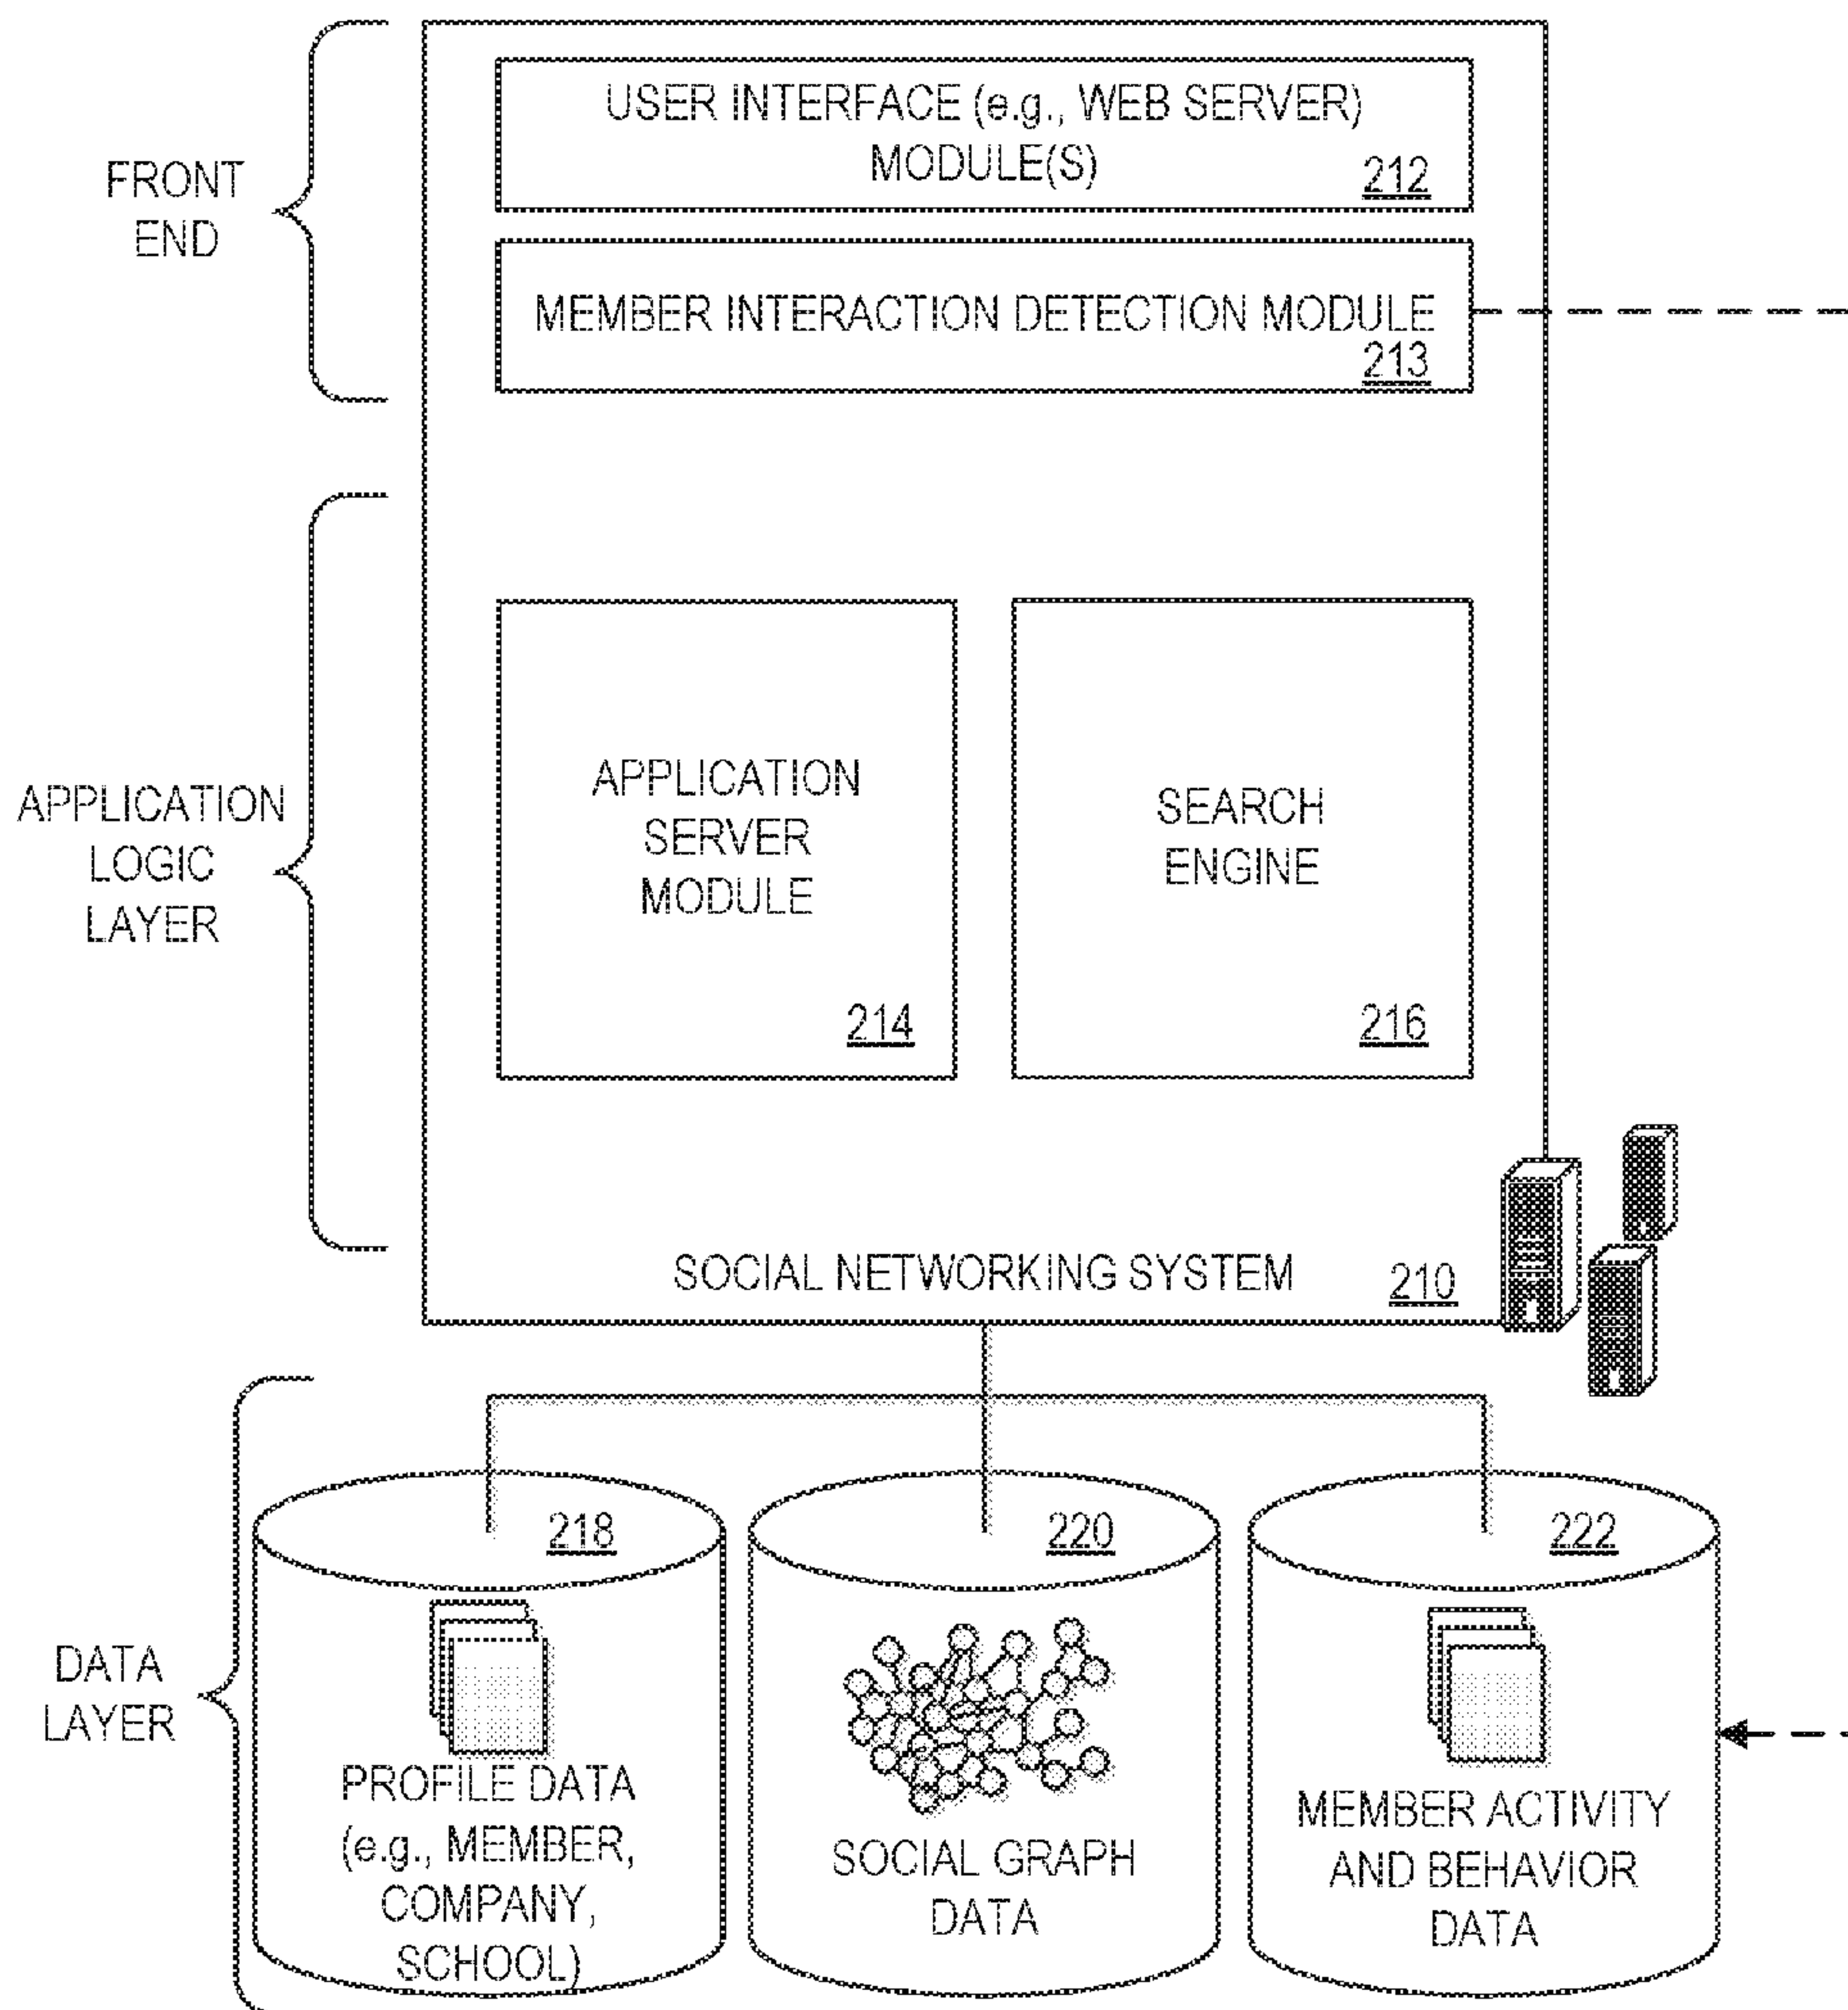 FRONT
END
USER INTERFACE (e.g., WEB SERVER)
MODULE(S)
212
MEMBER INTERACTION DETECTION MODULE
213
APPLICATION
LOGIC
LAYER
APPLICATION
SERVER
MODULE
214
SEARCH
ENGINE
216
SOCIAL NETWORKING SYSTEM
210
DATA
LAYER
218
PROFILE DATA
(e.g., MEMBER,
COMPANY,
SCHOOL)
220
SOCIAL GRAPH
DATA
222
MEMBER ACTIVITY
AND BEHAVIOR
DATA